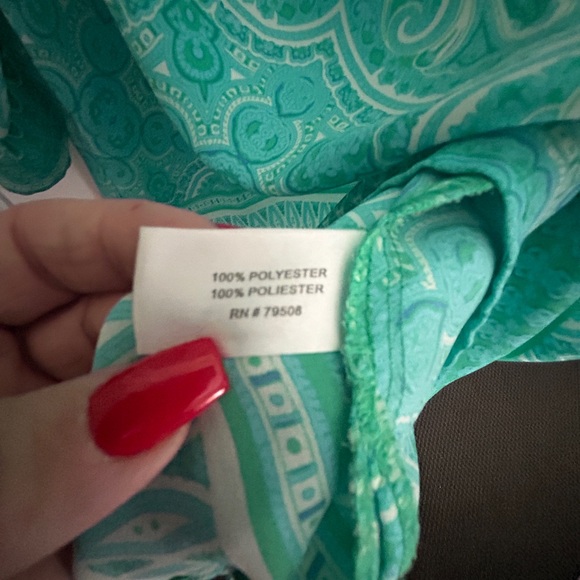 100% POLYESTER
100% POLIESTER
RN # 79508